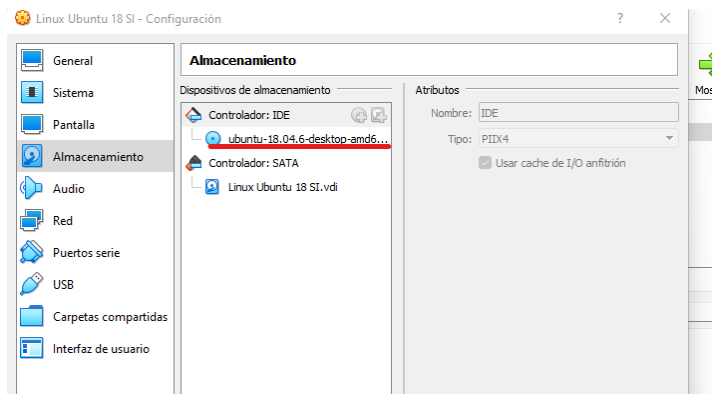 Linux Ubuntu 18 SI - Configuración
?
General
Sistema
Pantalla
Almacenamiento
Audio
Red
Puertos serie
USB
Carpetas compartidas
Interfaz de usuario
Almacenamiento
Dispositivos de almacenamiento
Controlador: IDE
ubuntu-18.04.6-desktop-amd6...
Controlador: SATA
Linux Ubuntu 18 SI.vdi
Atributos
Nombre: IDE
Tipo: PIIX4
Usar cache de I/O anfitrión